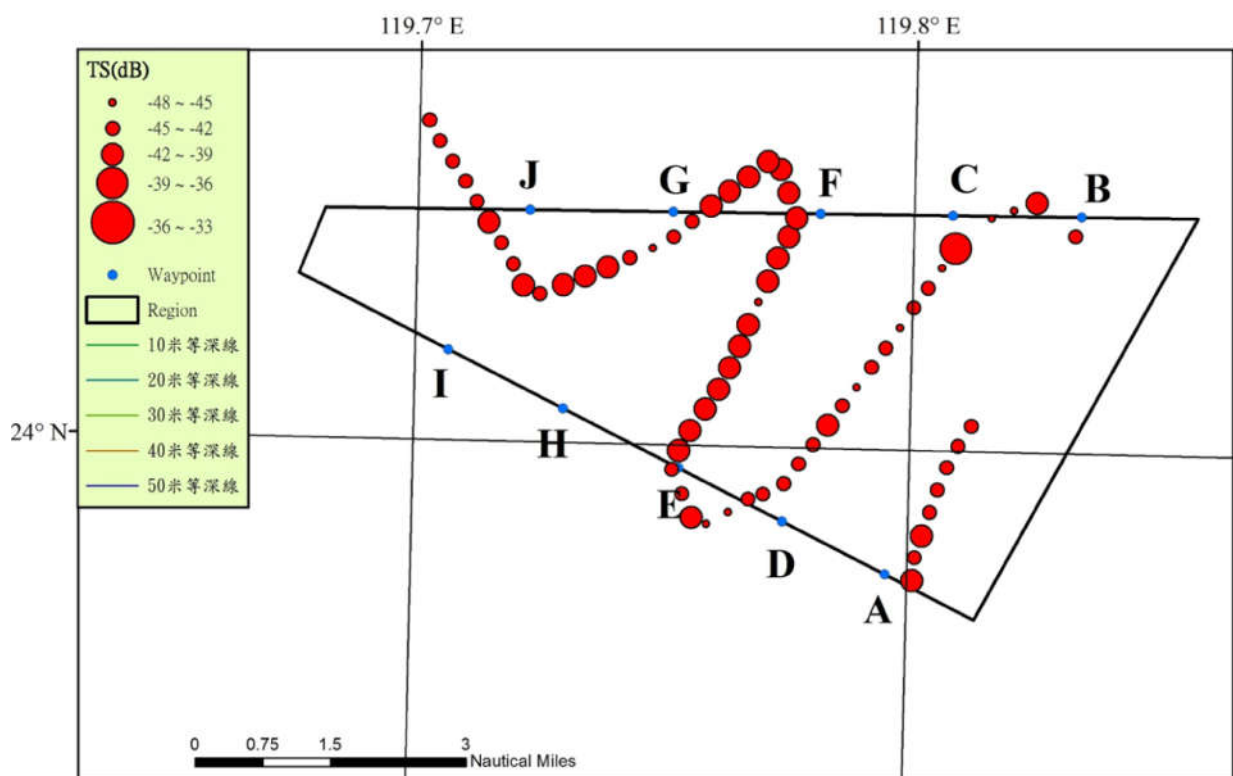 119.7° E
119.8° E
TS(dB)
-48 ~ -45
-45 ~ -42
-42 ~ -39
-39 ~ -36
-36 ~ -33
Waypoint
Region
10米等深線
20米等深線
30米等深線
40米等深線
50米等深線
J
G
F
C
B
I
24° N
H
E
D
A
0 0.75 1.5 3
Nautical Miles